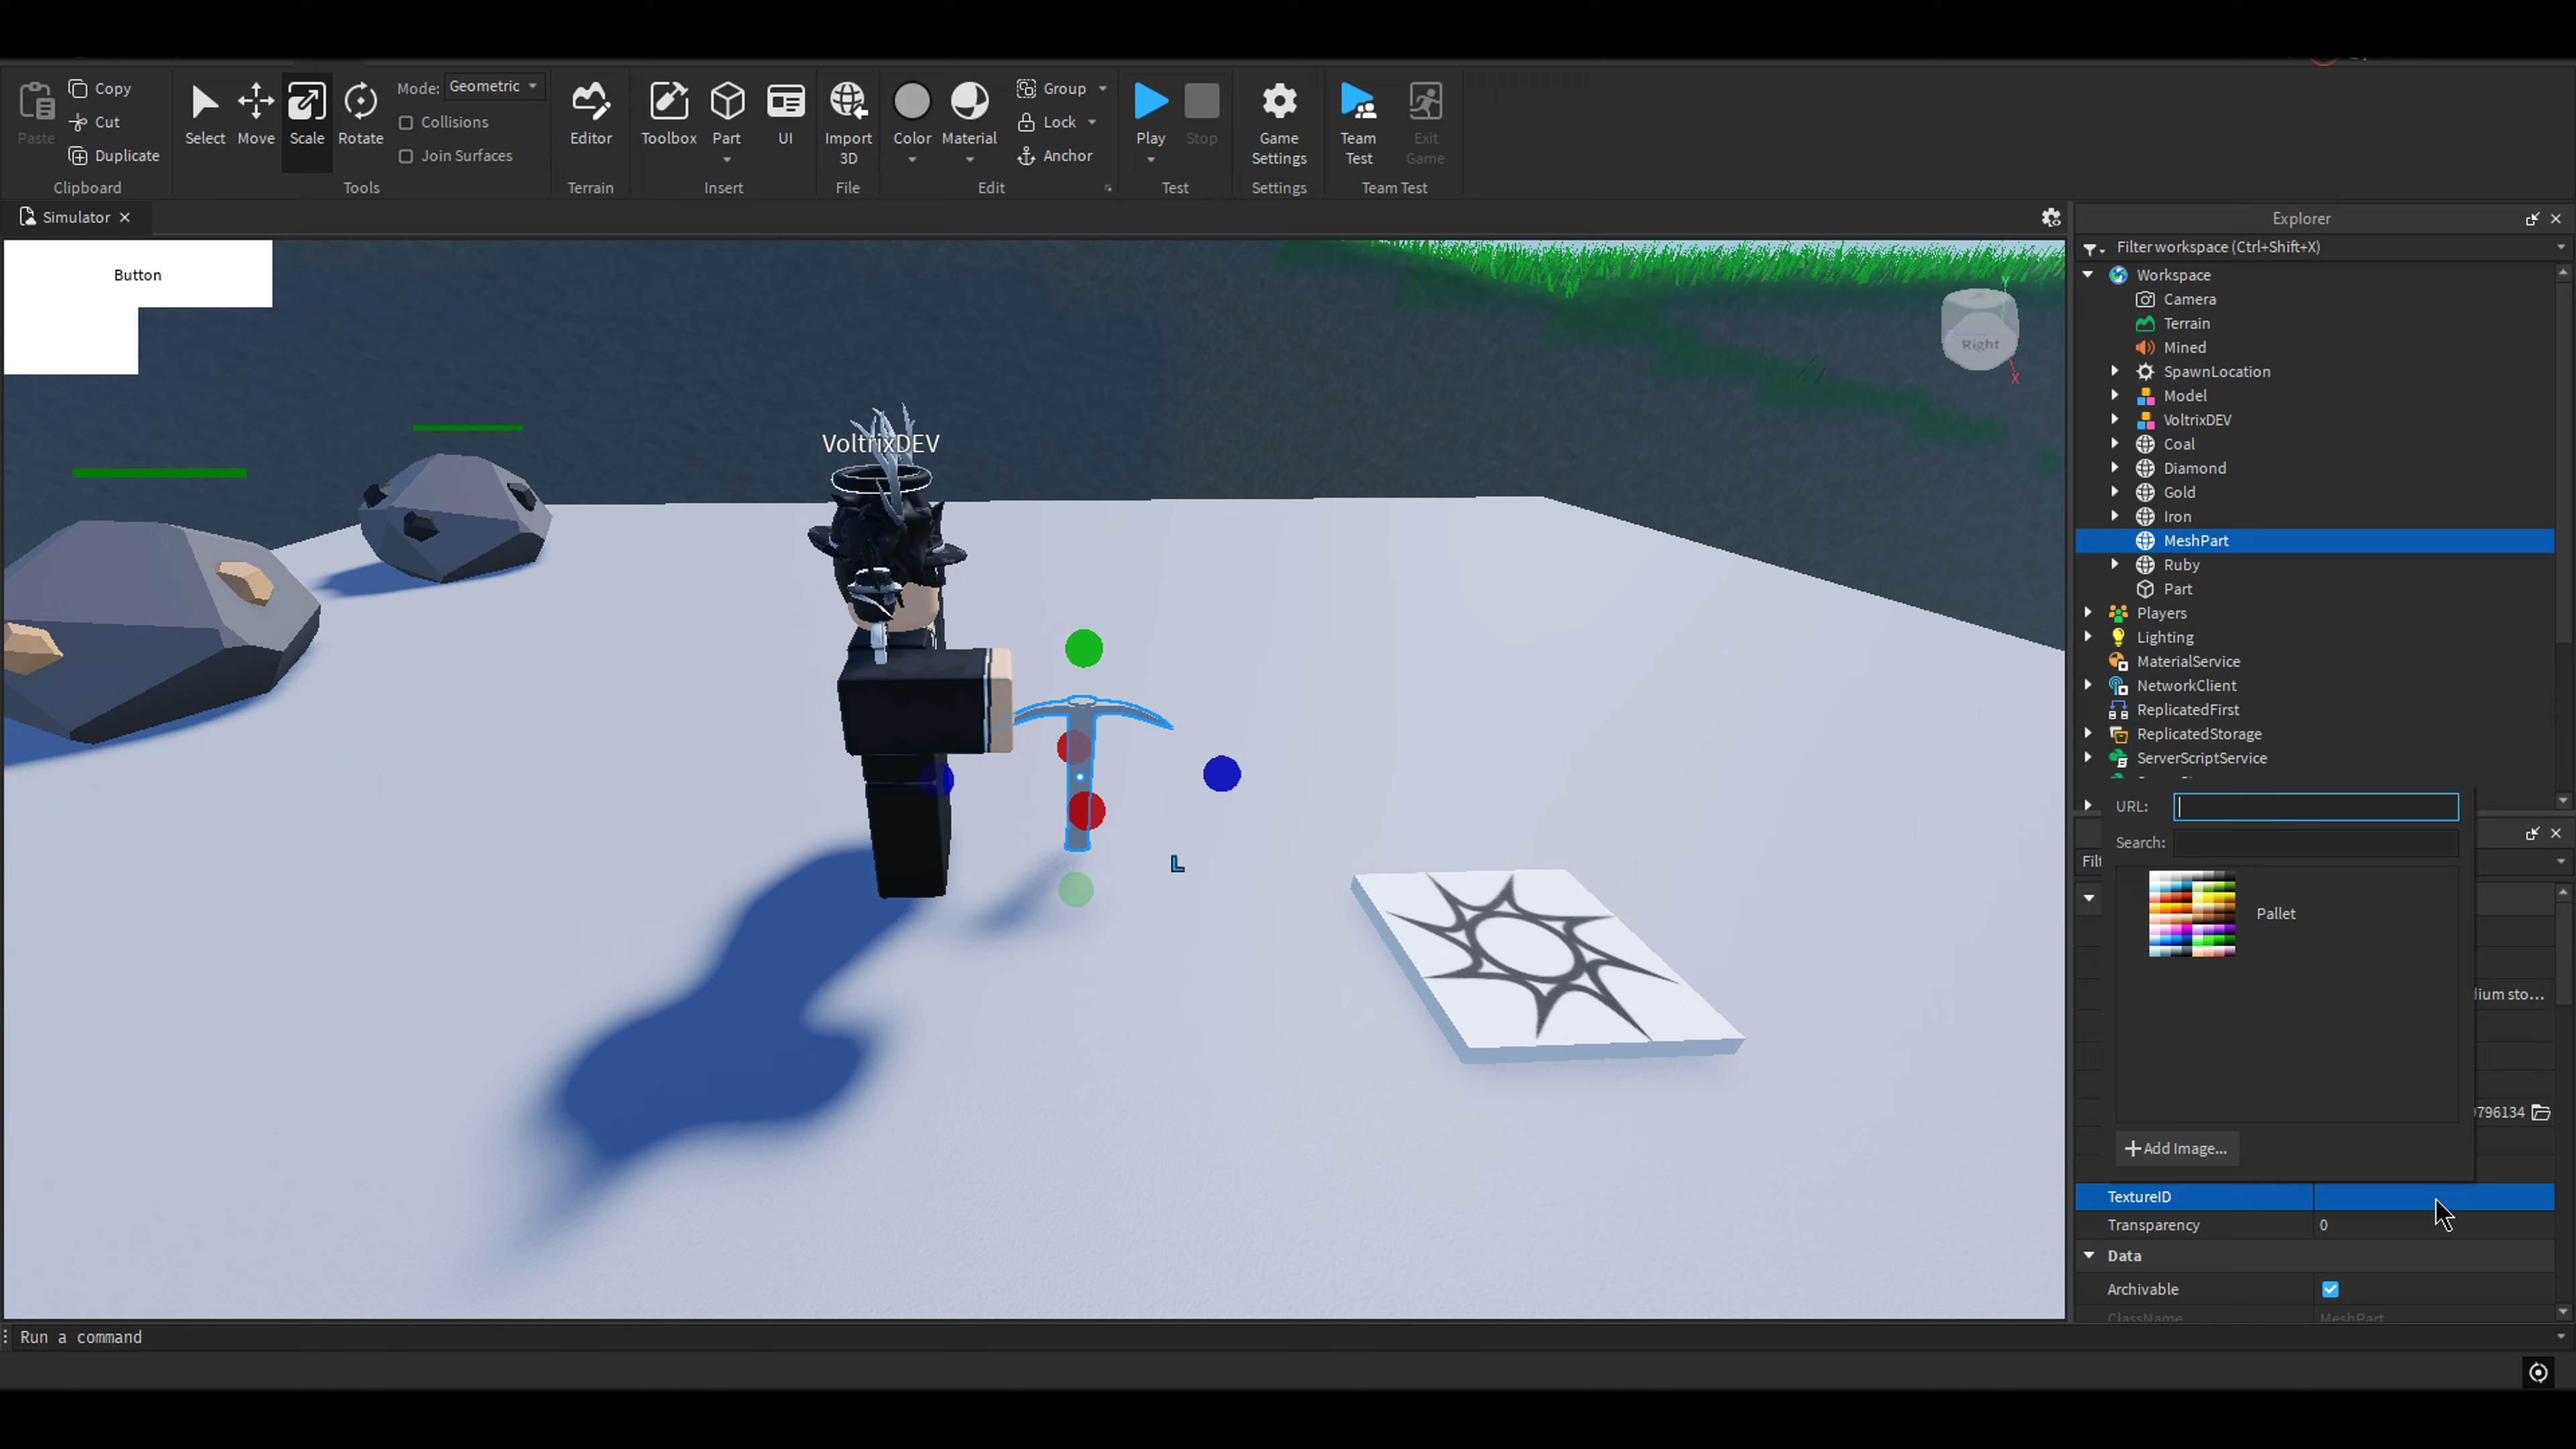 Paste
Copy
Cut
Duplicate
Clipboard
Select
Move
Scale
Rotate
Mode: Geometric
Collisions
Join Surfaces
Tools
Editor
Terrain
Toolbox
Part
UI
Insert
Import
3D
File
Color
Material
Group
Lock
Anchor
Edit
Play
Stop
Test
Game
Settings
Settings
Team
Test
Exit
Game
Team Test
Simulator
Button
VoltrixDEV
Y
Right
X
L
Explorer
Filter workspace (Ctrl+Shift+X)
Workspace
Camera
Terrain
Mined
SpawnLocation
Model
VoltrixDEV
Coal
Diamond
Gold
Iron
MeshPart
Ruby
Part
Players
Lighting
MaterialService
NetworkClient
ReplicatedFirst
ReplicatedStorage
ServerScriptService
URL:
Search:
Filt
Pallet
dium sto...
9796134
Add Image...
TextureID
Transparency 0
Data
Archivable
ClassName MeshPart
Run a command